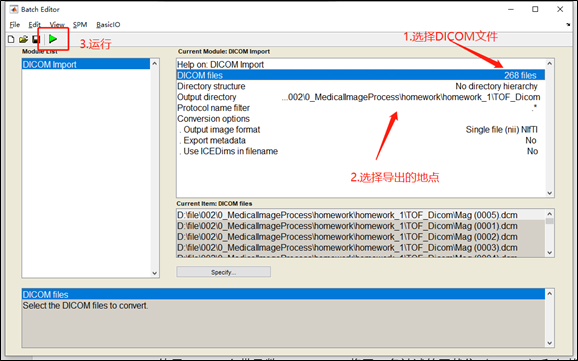 Batch Editor
File Edit View SPM BasicIO
3.运行
1.选择DICOM文件
Module List
Current Module: DICOM Import
DICOM Import
Help on: DICOM Import
DICOM files 268 files
Directory structure No directory hierarchy
Output directory ...002\0_MedicalImageProcess\homework\homework_1\TOF_Dicom
Protocol name filter .*
Conversion options
. Output image format Single file (nii) NIfTI
. Export metadata No
. Use ICEDims in filename No
2.选择导出的地点
Current Item: DICOM files
D:\file\002\0_MedicalImageProcess\homework\homework_1\TOF_Dicom\Mag (0005).dcm
D:\file\002\0_MedicalImageProcess\homework\homework_1\TOF_Dicom\Mag (0001).dcm
D:\file\002\0_MedicalImageProcess\homework\homework_1\TOF_Dicom\Mag (0002).dcm
D:\file\002\0_MedicalImageProcess\homework\homework_1\TOF_Dicom\Mag (0003).dcm
D:\file\002\0_MedicalImageProcess\homework\homework_1\TOF_Dicom\Mag (0004).dcm
Specify...
DICOM files
Select the DICOM files to convert.